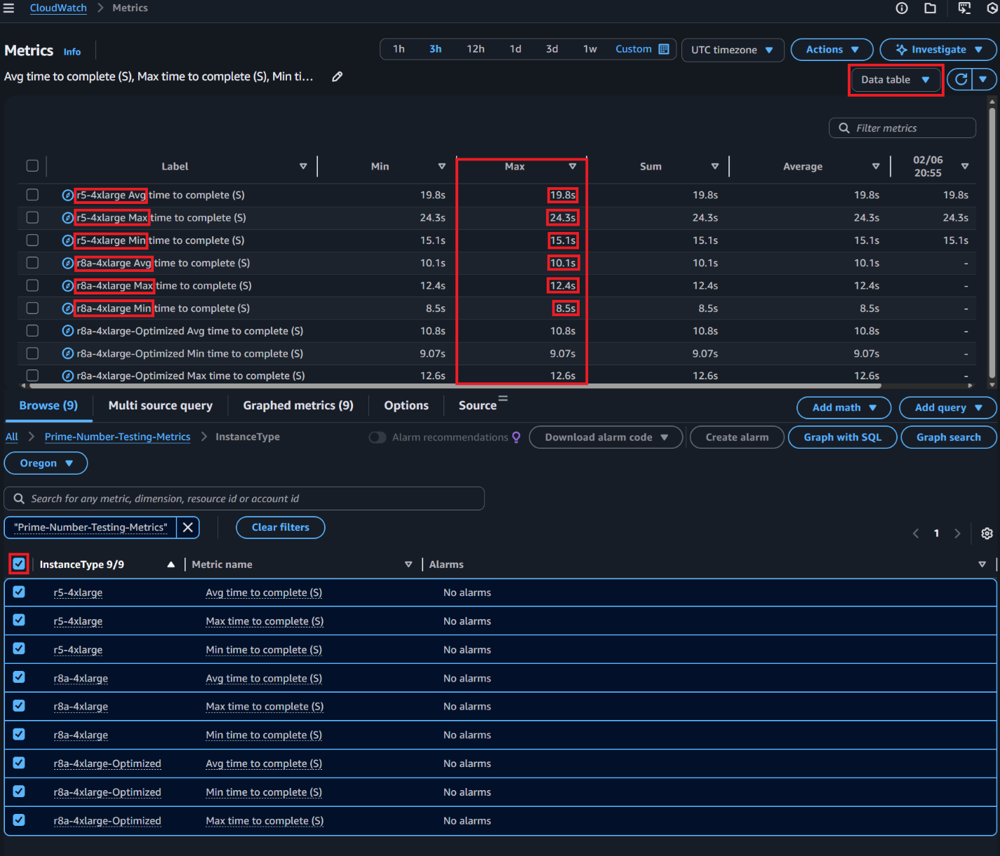 CloudWatch > Metrics
Metrics Info
1h 3h 12h 1d 3d 1w Custom UTC timezone Actions Investigate
Avg time to complete (S), Max time to complete (S), Min ti...
Data table
Filter metrics
Label Min Max Sum Average 02/06 20:55
r5-4xlarge Avg time to complete (S) 19.8s 19.8s 19.8s 19.8s 19.8s
r5-4xlarge Max time to complete (S) 24.3s 24.3s 24.3s 24.3s 24.3s
r5-4xlarge Min time to complete (S) 15.1s 15.1s 15.1s 15.1s 15.1s
r8a-4xlarge Avg time to complete (S) 10.1s 10.1s 10.1s 10.1s -
r8a-4xlarge Max time to complete (S) 12.4s 12.4s 12.4s 12.4s -
r8a-4xlarge Min time to complete (S) 8.5s 8.5s 8.5s 8.5s -
r8a-4xlarge-Optimized Avg time to complete (S) 10.8s 10.8s 10.8s 10.8s -
r8a-4xlarge-Optimized Min time to complete (S) 9.07s 9.07s 9.07s 9.07s -
r8a-4xlarge-Optimized Max time to complete (S) 12.6s 12.6s 12.6s 12.6s -
Browse (9) Multi source query Graphed metrics (9) Options Source Add math Add query
All > Prime-Number-Testing-Metrics > InstanceType Alarm recommendations Download alarm code Create alarm Graph with SQL Graph search
Oregon
Search for any metric, dimension, resource id or account id
"Prime-Number-Testing-Metrics" Clear filters 1
InstanceType 9/9 Metric name Alarms
r5-4xlarge Avg time to complete (S) No alarms
r5-4xlarge Max time to complete (S) No alarms
r5-4xlarge Min time to complete (S) No alarms
r8a-4xlarge Avg time to complete (S) No alarms
r8a-4xlarge Max time to complete (S) No alarms
r8a-4xlarge Min time to complete (S) No alarms
r8a-4xlarge-Optimized Avg time to complete (S) No alarms
r8a-4xlarge-Optimized Min time to complete (S) No alarms
r8a-4xlarge-Optimized Max time to complete (S) No alarms